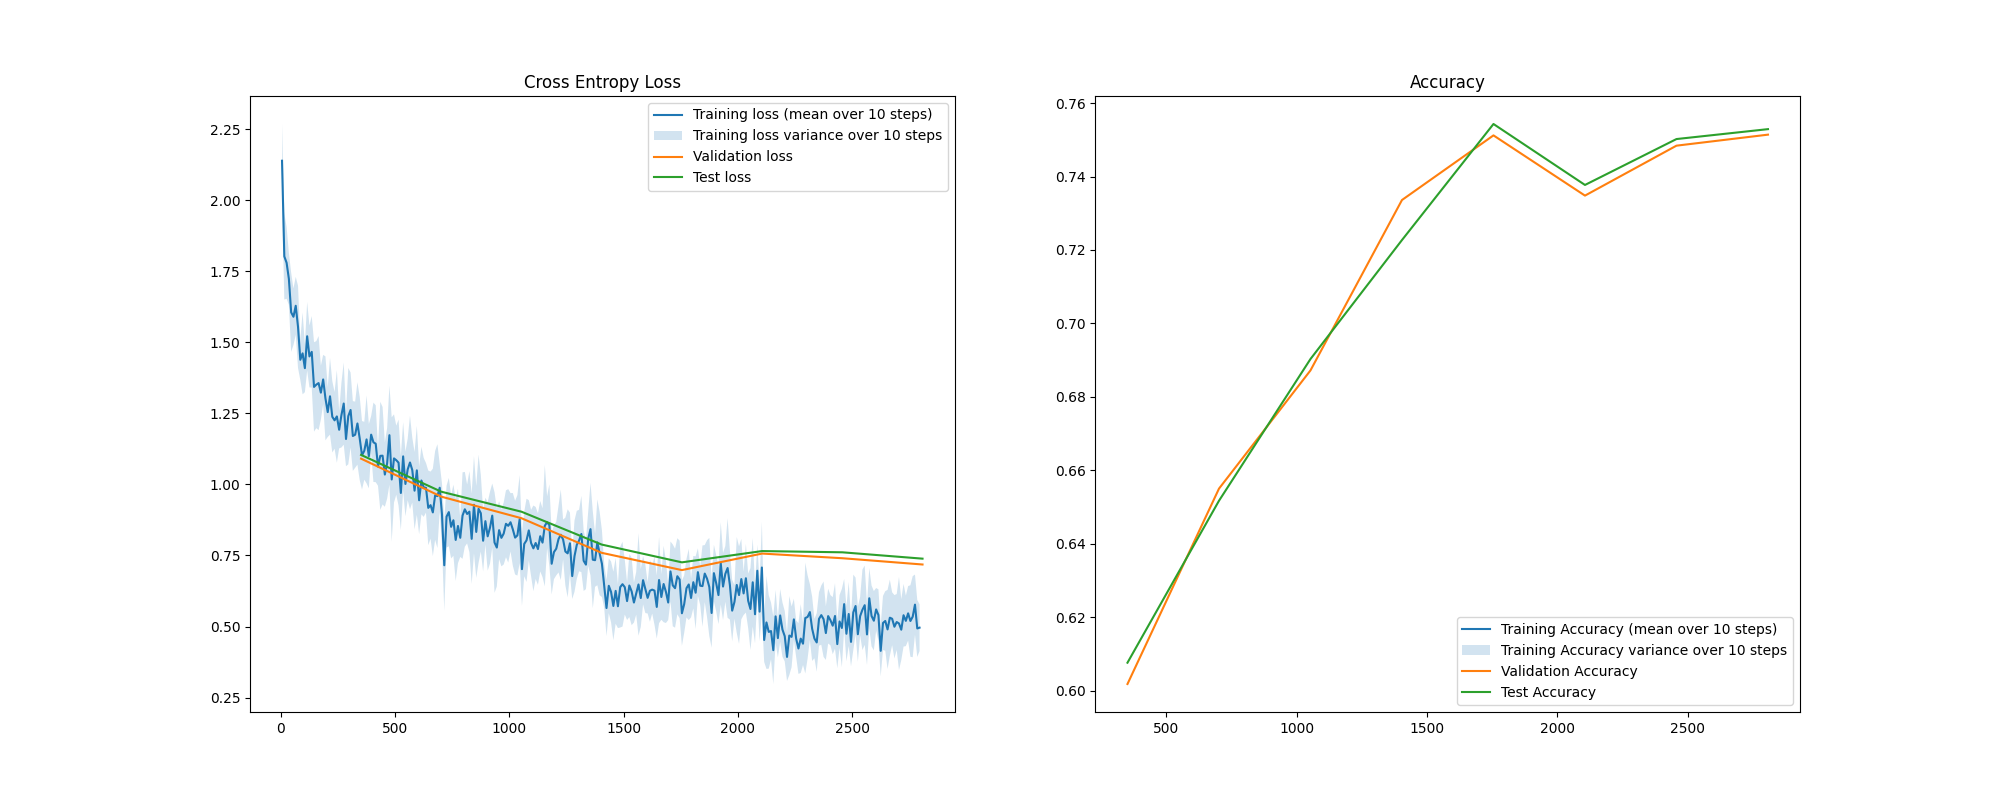 Cross Entropy Loss
Training loss (mean over 10 steps)
Training loss variance over 10 steps
Validation loss
Test loss
2.25
2.00
1.75
1.50
1.25
1.00
0.75
0.50
0.25
0 500 1000 1500 2000 2500
Accuracy
0.76
0.74
0.72
0.70
0.68
0.66
0.64
0.62
0.60
Training Accuracy (mean over 10 steps)
Training Accuracy variance over 10 steps
Validation Accuracy
Test Accuracy
500 1000 1500 2000 2500